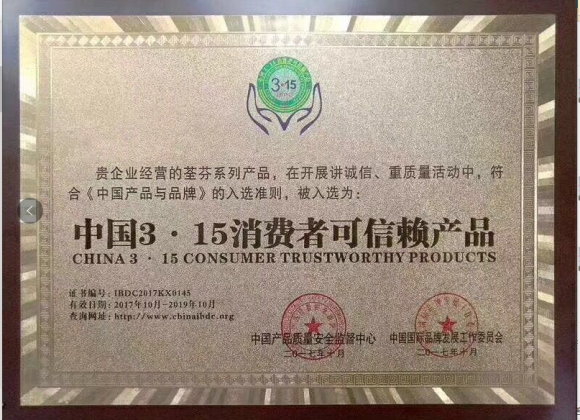 3·15
贵企业经营的荃芬系列产品，在开展讲诚信、重质量活动中，符
合《中国产品与品牌》的入选准则，被入选为：
中国3·15消费者可信赖产品
CHINA 3 · 15 CONSUMER TRUSTWORTHY PRODUCTS
证书编号：IBDC2017KX0145
有效日期：2017年10月-2019年10月
查询网址：http://www.chinaibdc.org
中国产品质量安全监督中心 中国国际品牌发展工作委员会
二〇一七年十月 二〇一七年十月